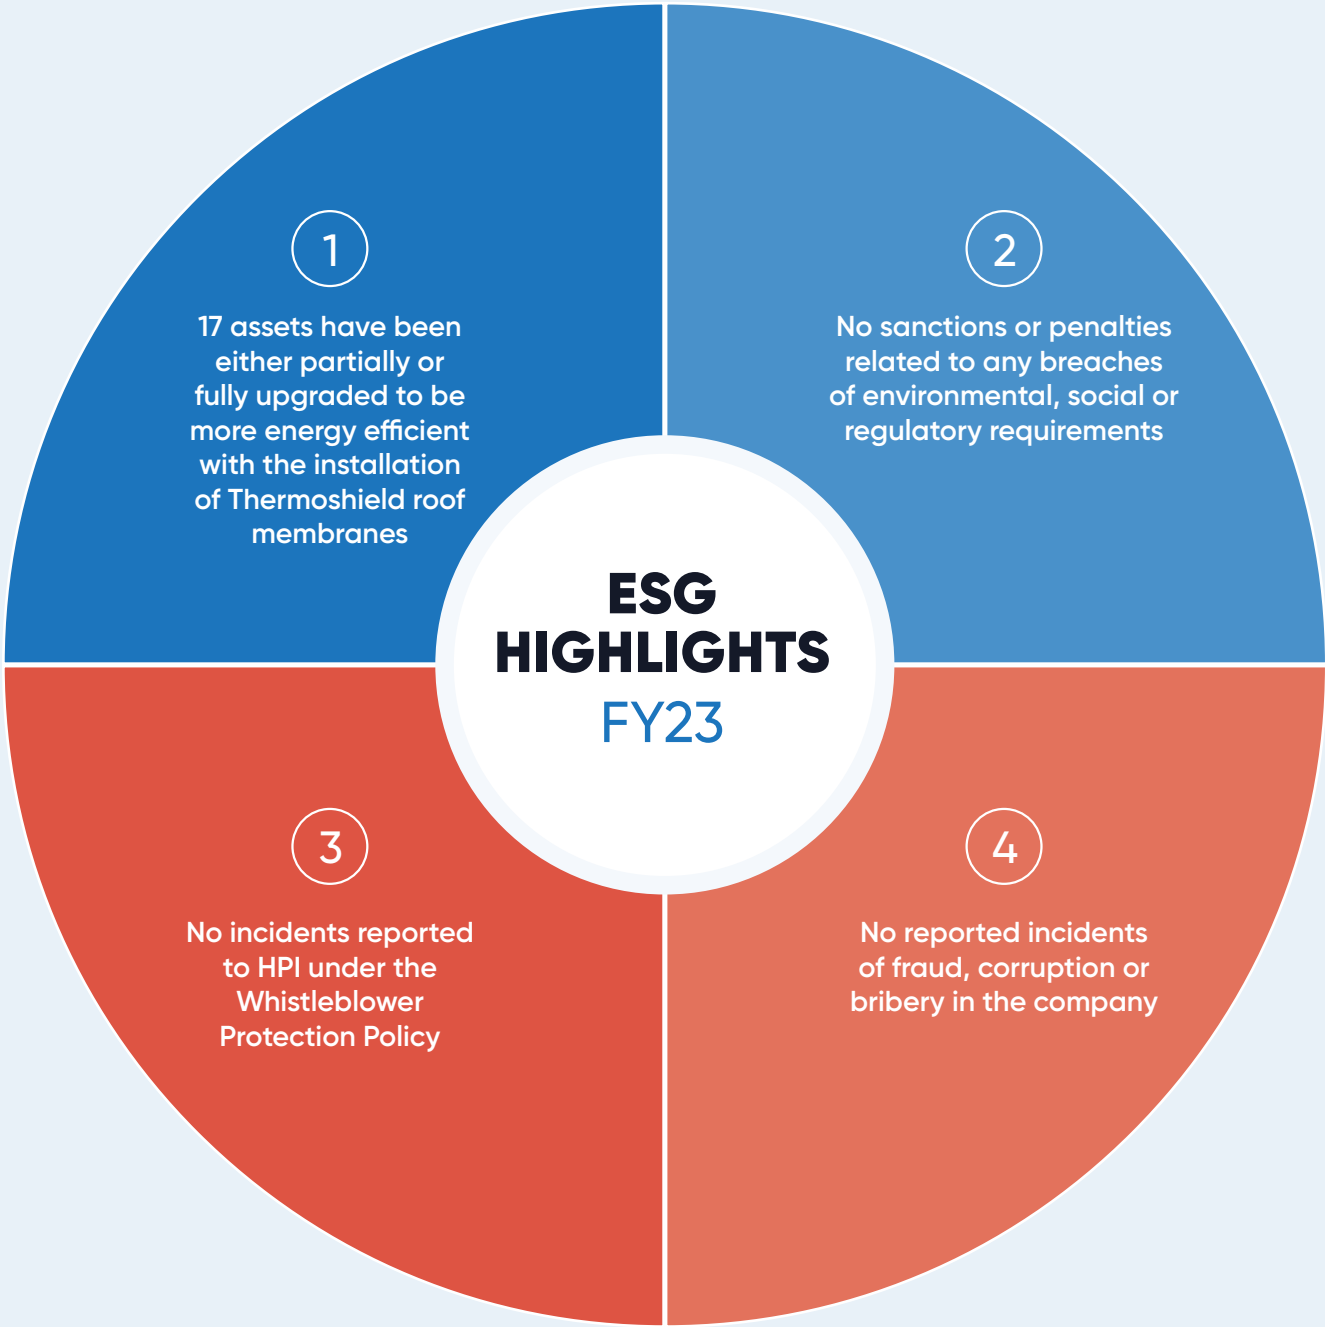 1
17 assets have been
either partially or
fully upgraded to be
more energy efficient
with the installation
of Thermoshield roof
membranes
2
No sanctions or penalties
related to any breaches
of environmental, social or
regulatory requirements
ESG
HIGHLIGHTS
FY23
3
No incidents reported
to HPI under the
Whistleblower
Protection Policy
4
No reported incidents
of fraud, corruption or
bribery in the company